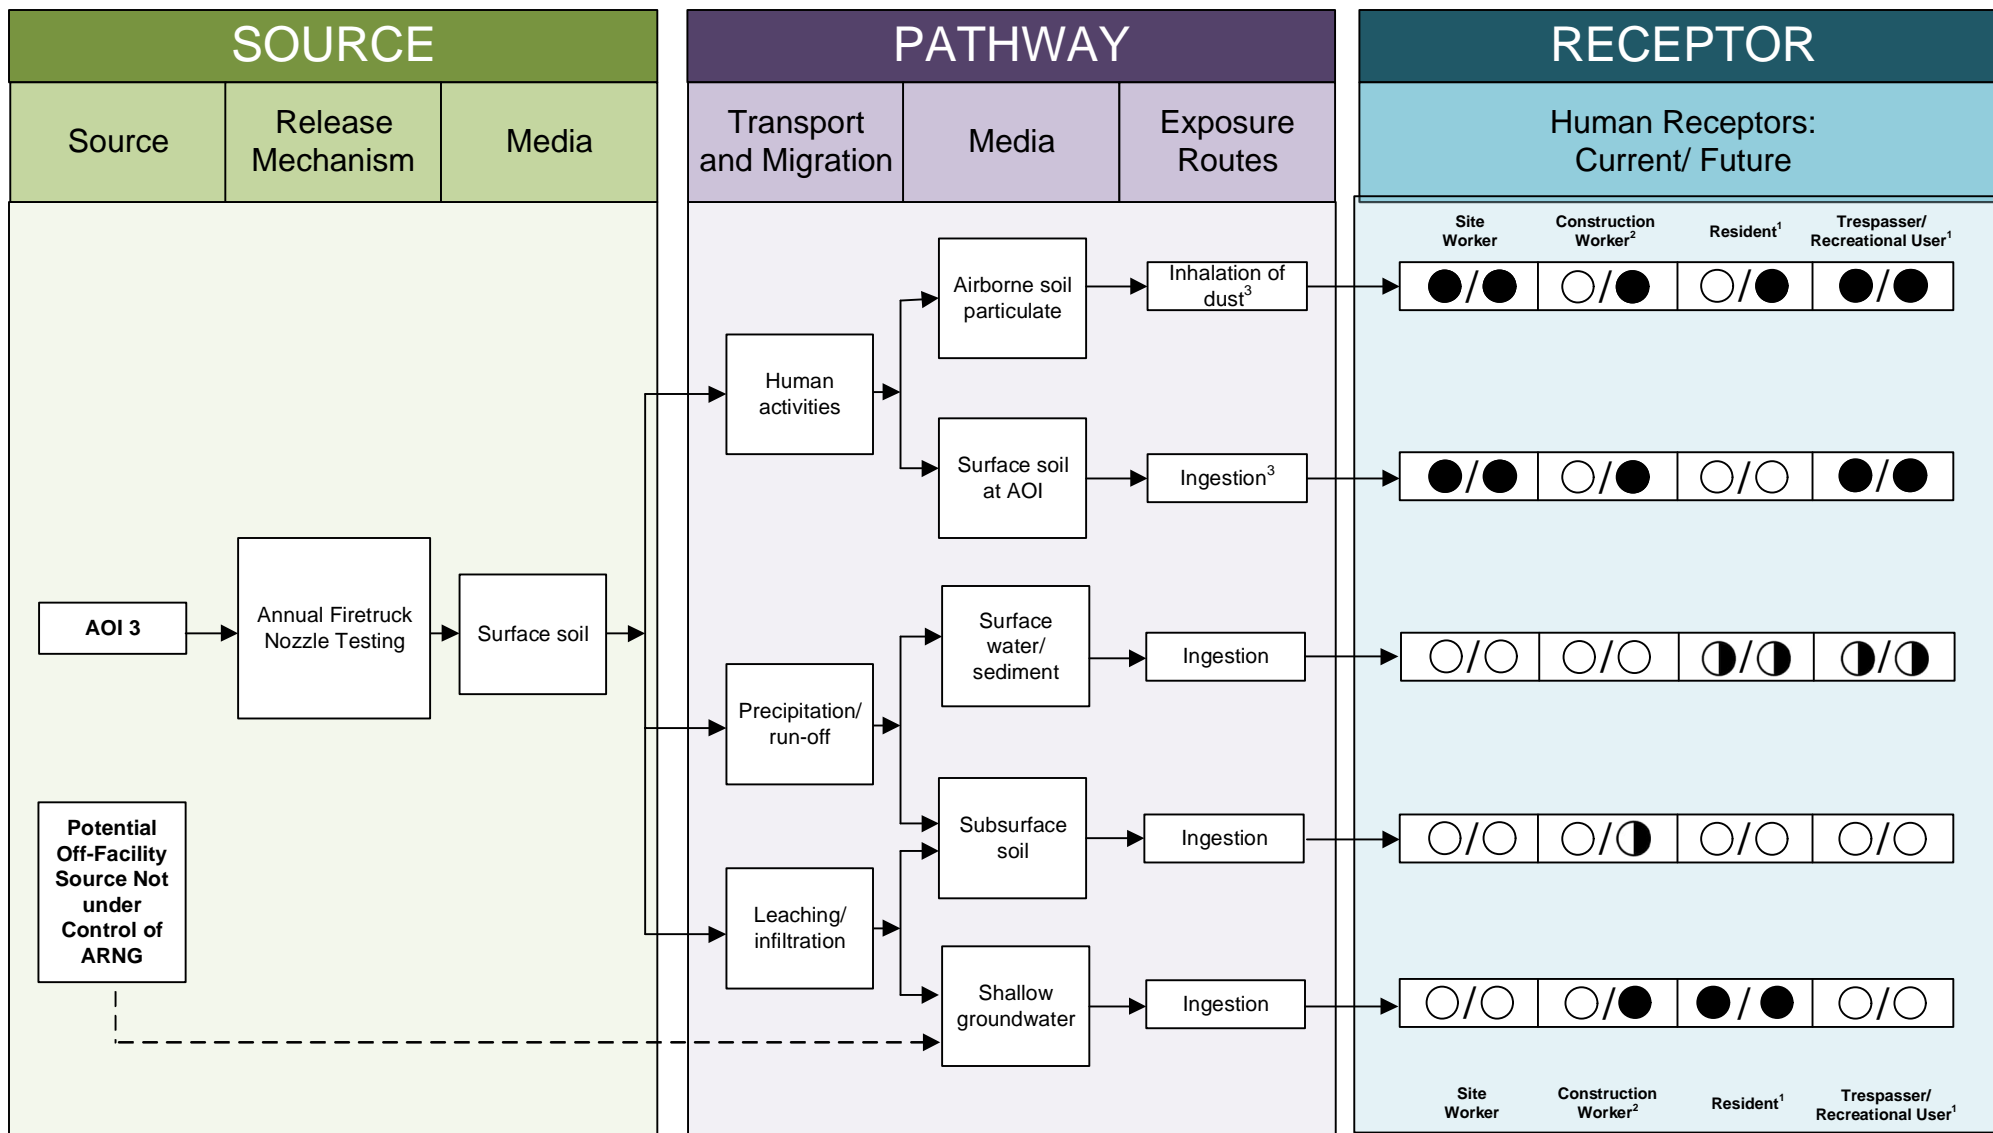 SOURCE
PATHWAY
RECEPTOR
Source
Release
Mechanism
Media
Transport
and Migration
Media
Exposure
Routes
Human Receptors:
Current/ Future
Site
Worker
Construction
Worker2
Resident1
Trespasser/
Recreational User1
Airborne soil
particulate
Inhalation of
dust3
/ / / /
Human
activities
Surface soil
at AOI
Ingestion3
/ / / /
AOI 3
Annual Firetruck
Nozzle Testing
Surface soil
Surface
water/
sediment
Ingestion
/ / / /
Precipitation/
run-off
Potential
Off-Facility
Source Not
under
Control of
ARNG
Subsurface
soil
Ingestion
/ / / /
Leaching/
infiltration
Shallow
groundwater
Ingestion
/ / / /
Site
Worker
Construction
Worker2
Resident1
Trespasser/
Recreational User1